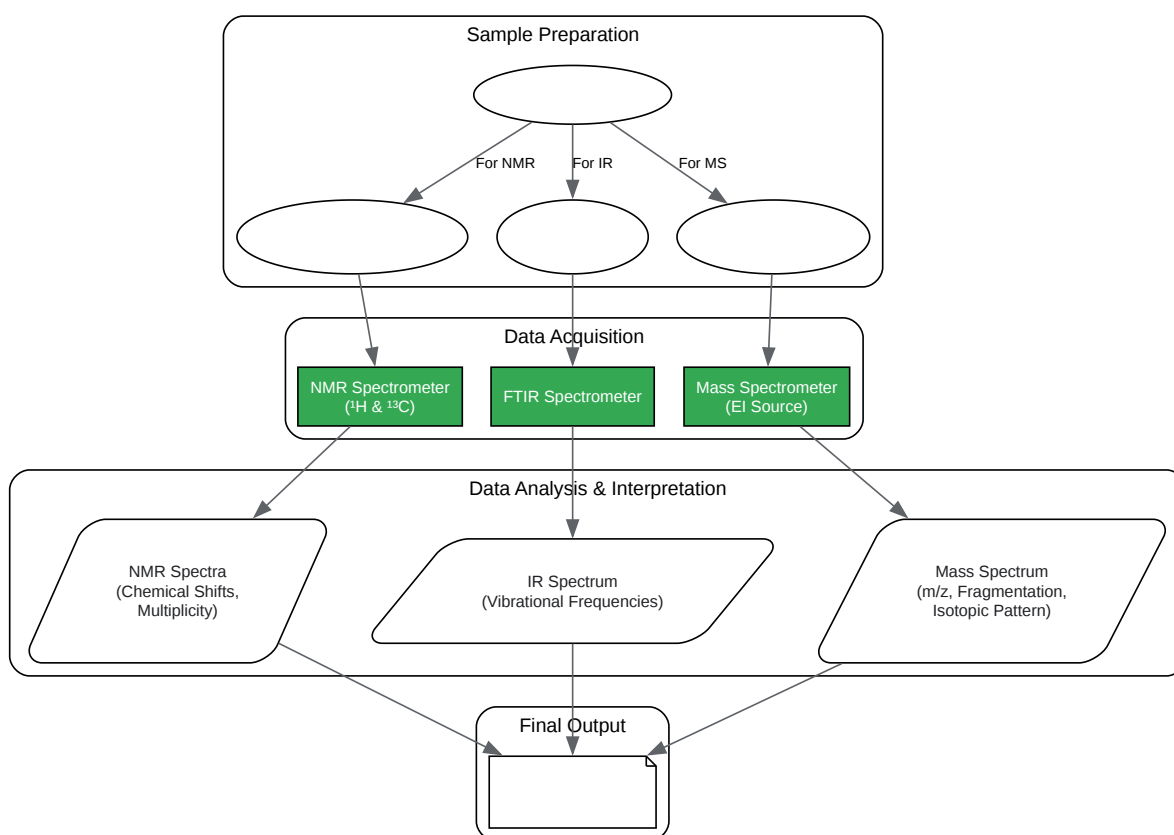 Sample Preparation
For NMR
For IR
For MS
Data Acquisition
NMR Spectrometer
(¹H & ¹³C)
FTIR Spectrometer
Mass Spectrometer
(EI Source)
Data Analysis & Interpretation
NMR Spectra
(Chemical Shifts,
Multiplicity)
IR Spectrum
(Vibrational Frequencies)
Mass Spectrum
(m/z, Fragmentation,
Isotopic Pattern)
Final Output